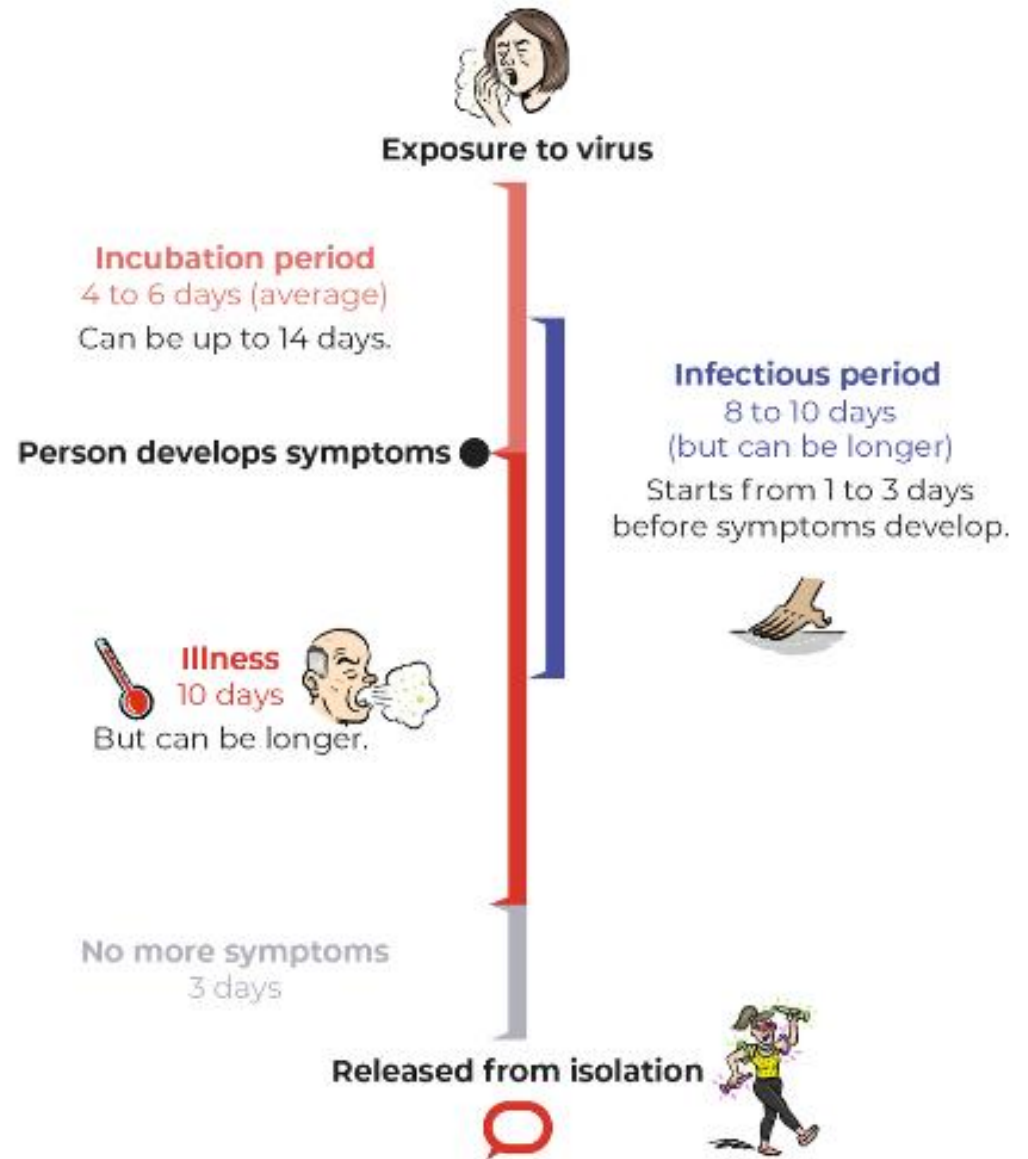 Exposure to virus
Incubation period
4 to 6 days (average)
Can be up to 14 days.
Infectious period
8 to 10 days
(but can be longer)
Starts from 1 to 3 days
before symptoms develop.
Person develops symptoms
Illness
10 days
But can be longer.
No more symptoms
3 days
Released from isolation